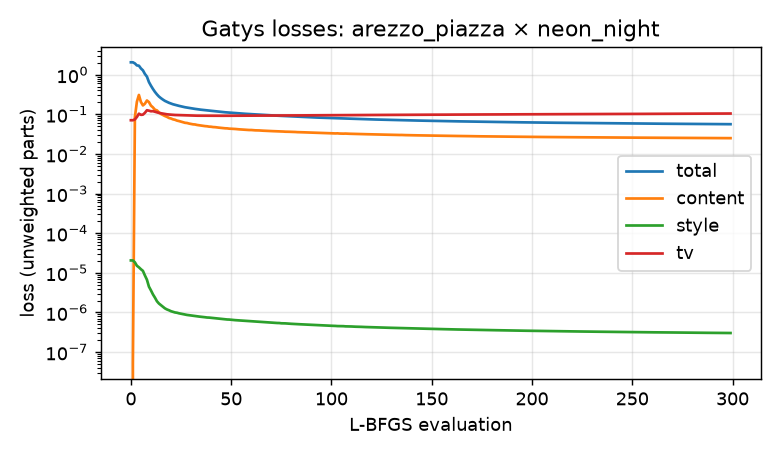 Gatys losses: arezzo_piazza × neon_night
loss (unweighted parts)
10^0
10^-1
10^-2
10^-3
10^-4
10^-5
10^-6
10^-7
total
content
style
tv
0 50 100 150 200 250 300
L-BFGS evaluation